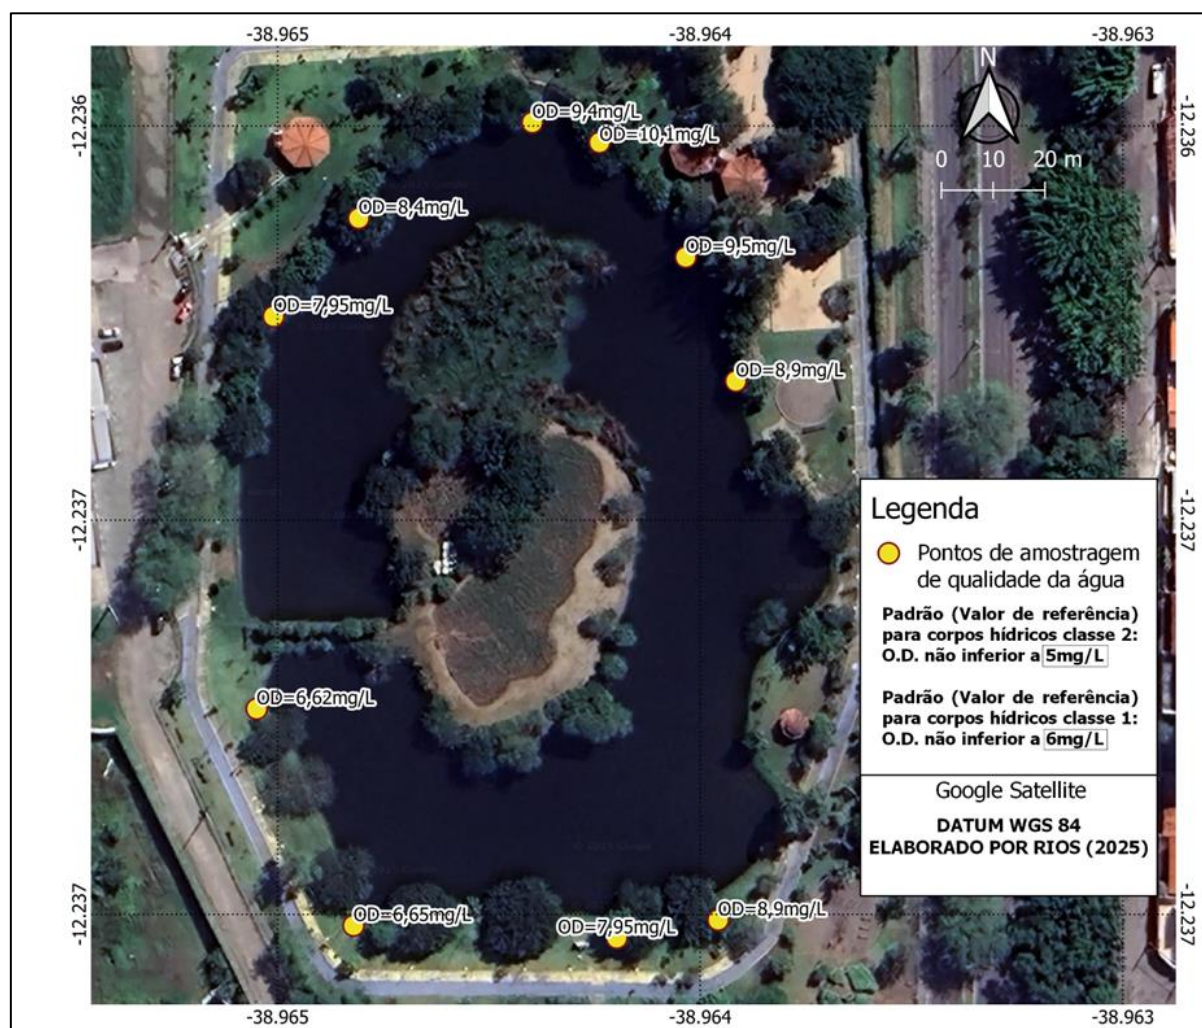 -38.965
-38.964
-38.963
-12.236
-12.236
N
0 10 20 m
OD=9,4mg/L
OD=10,1mg/L
OD=8,4mg/L
OD=9,5mg/L
OD=7,95mg/L
OD=8,9mg/L
-12.237
-12.237
Legenda
Pontos de amostragem
de qualidade da água
Padrão (Valor de referência)
para corpos hídricos classe 2:
O.D. não inferior a 5mg/L
Padrão (Valor de referência)
para corpos hídricos classe 1:
O.D. não inferior a 6mg/L
Google Satellite
DATUM WGS 84
ELABORADO POR RIOS (2025)
OD=6,62mg/L
OD=6,65mg/L
OD=7,95mg/L
OD=8,9mg/L
-12.237
-12.237
-38.965
-38.964
-38.963